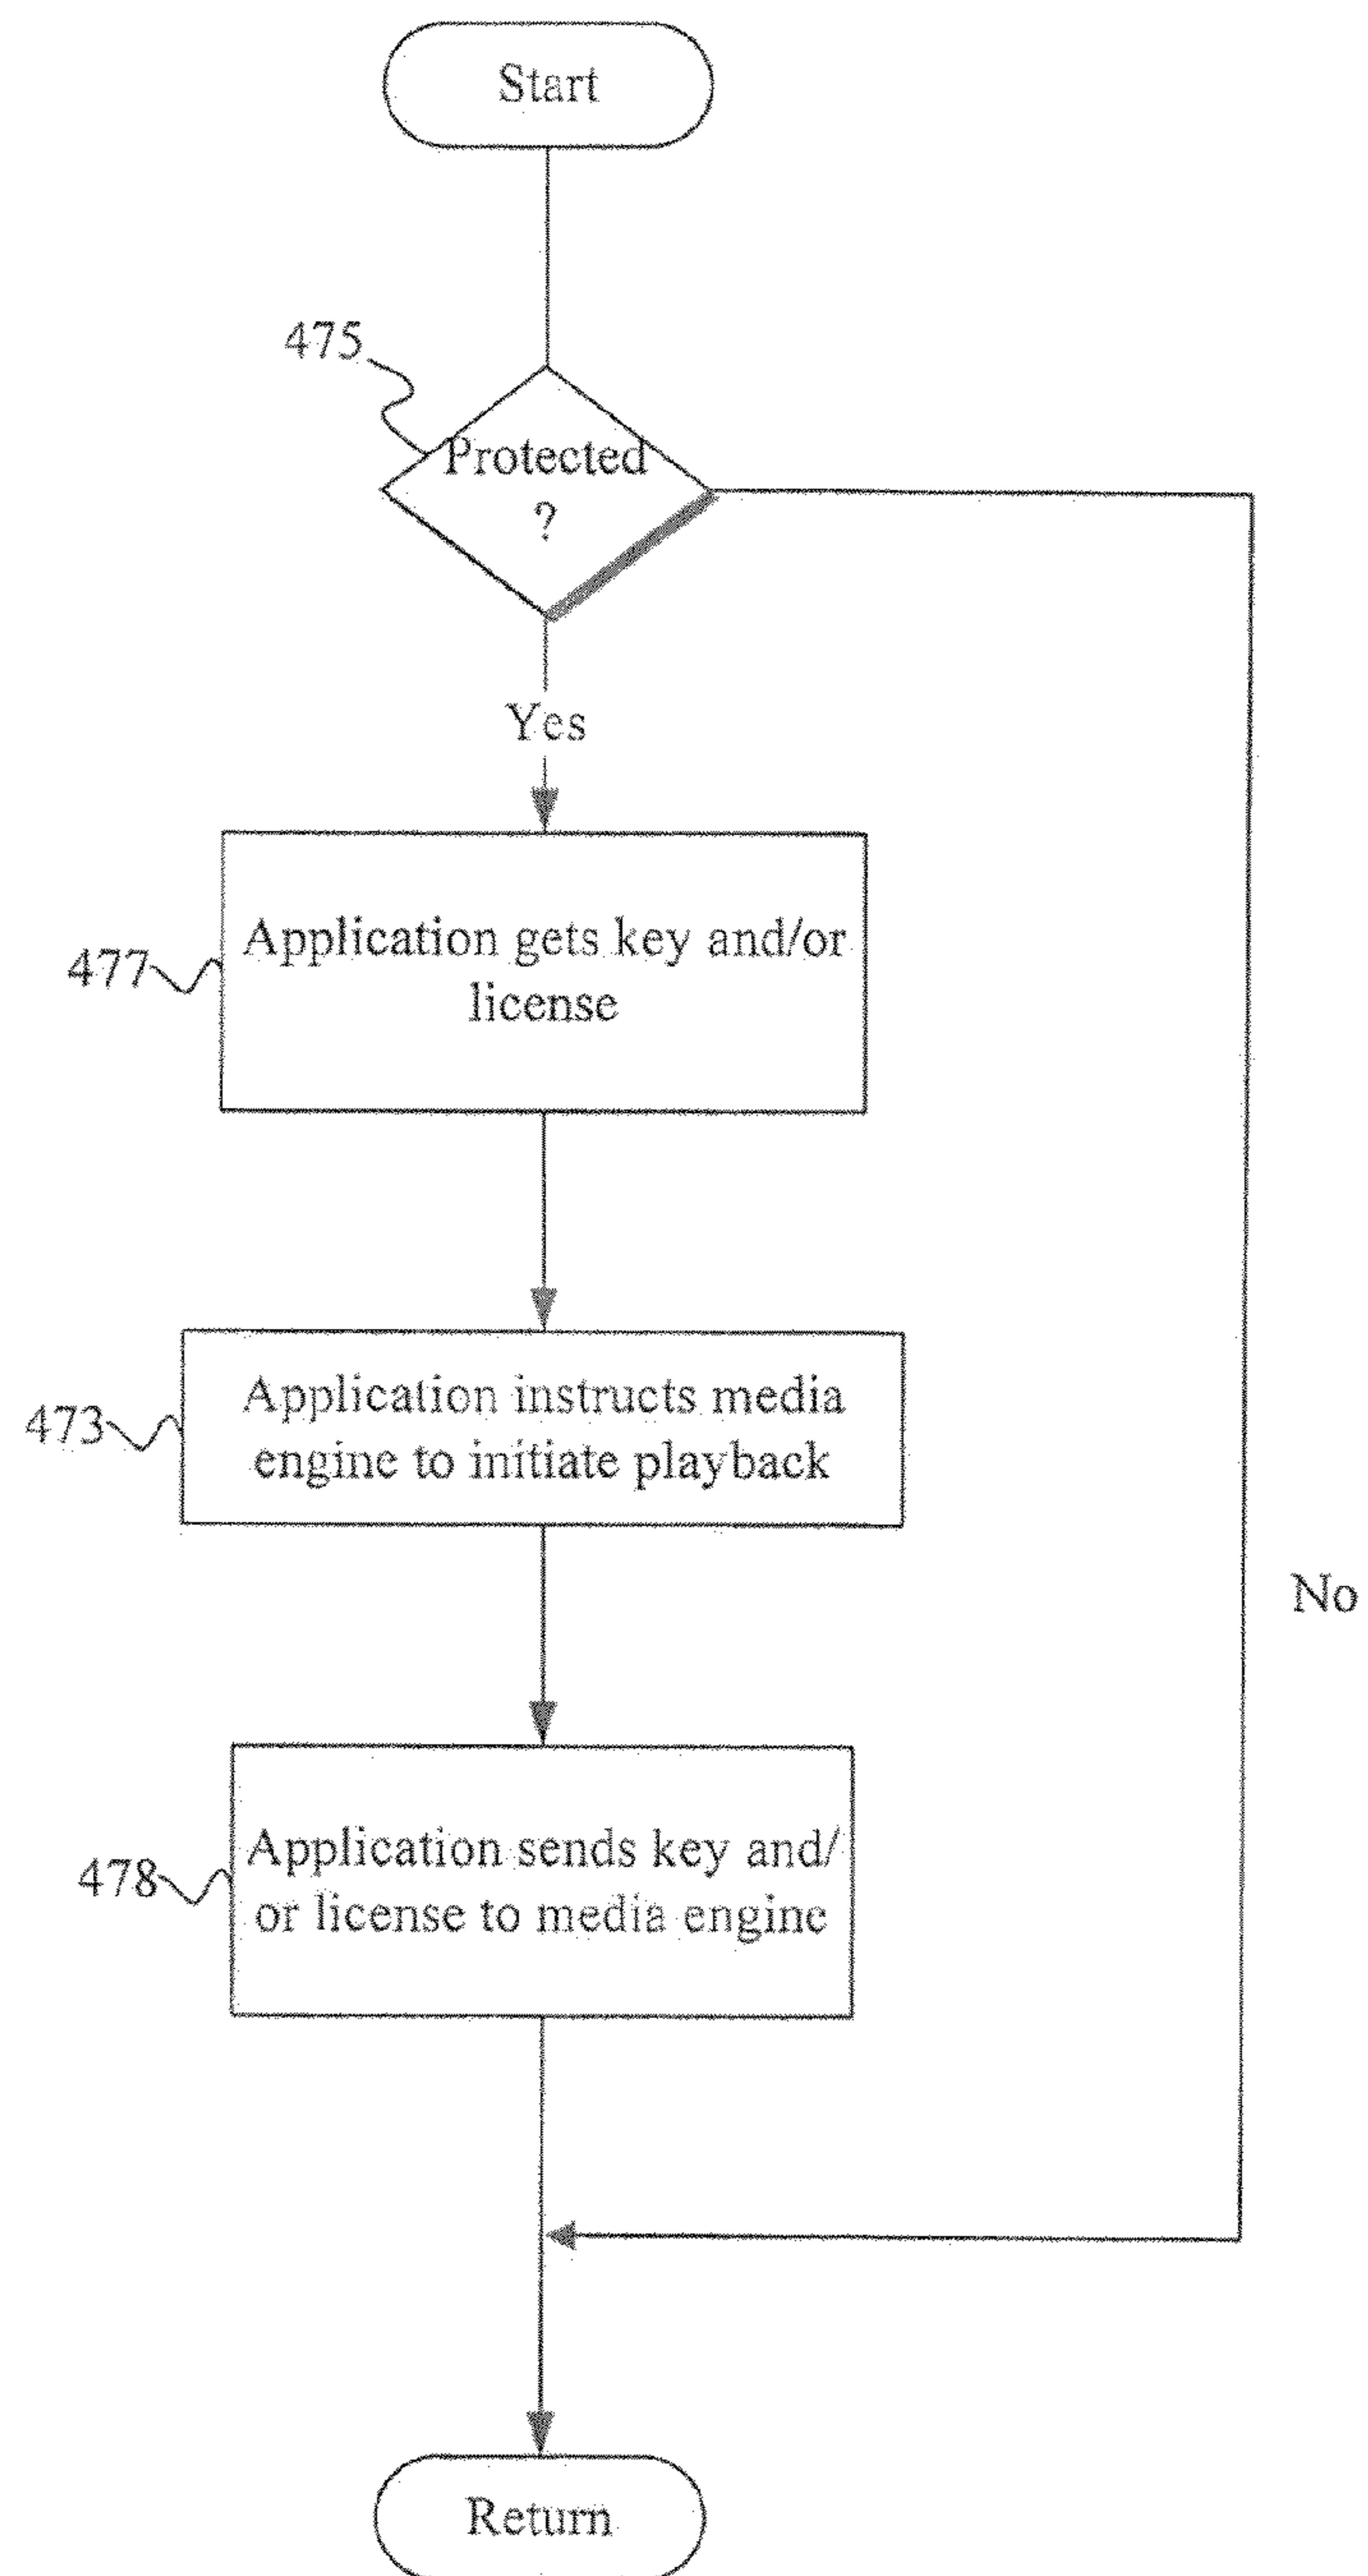 Start
475
Protected
?
Yes
477
Application gets key and/or
license
473
Application instructs media
engine to initiate playback
No
478
Application sends key and/
or license to media engine
Return